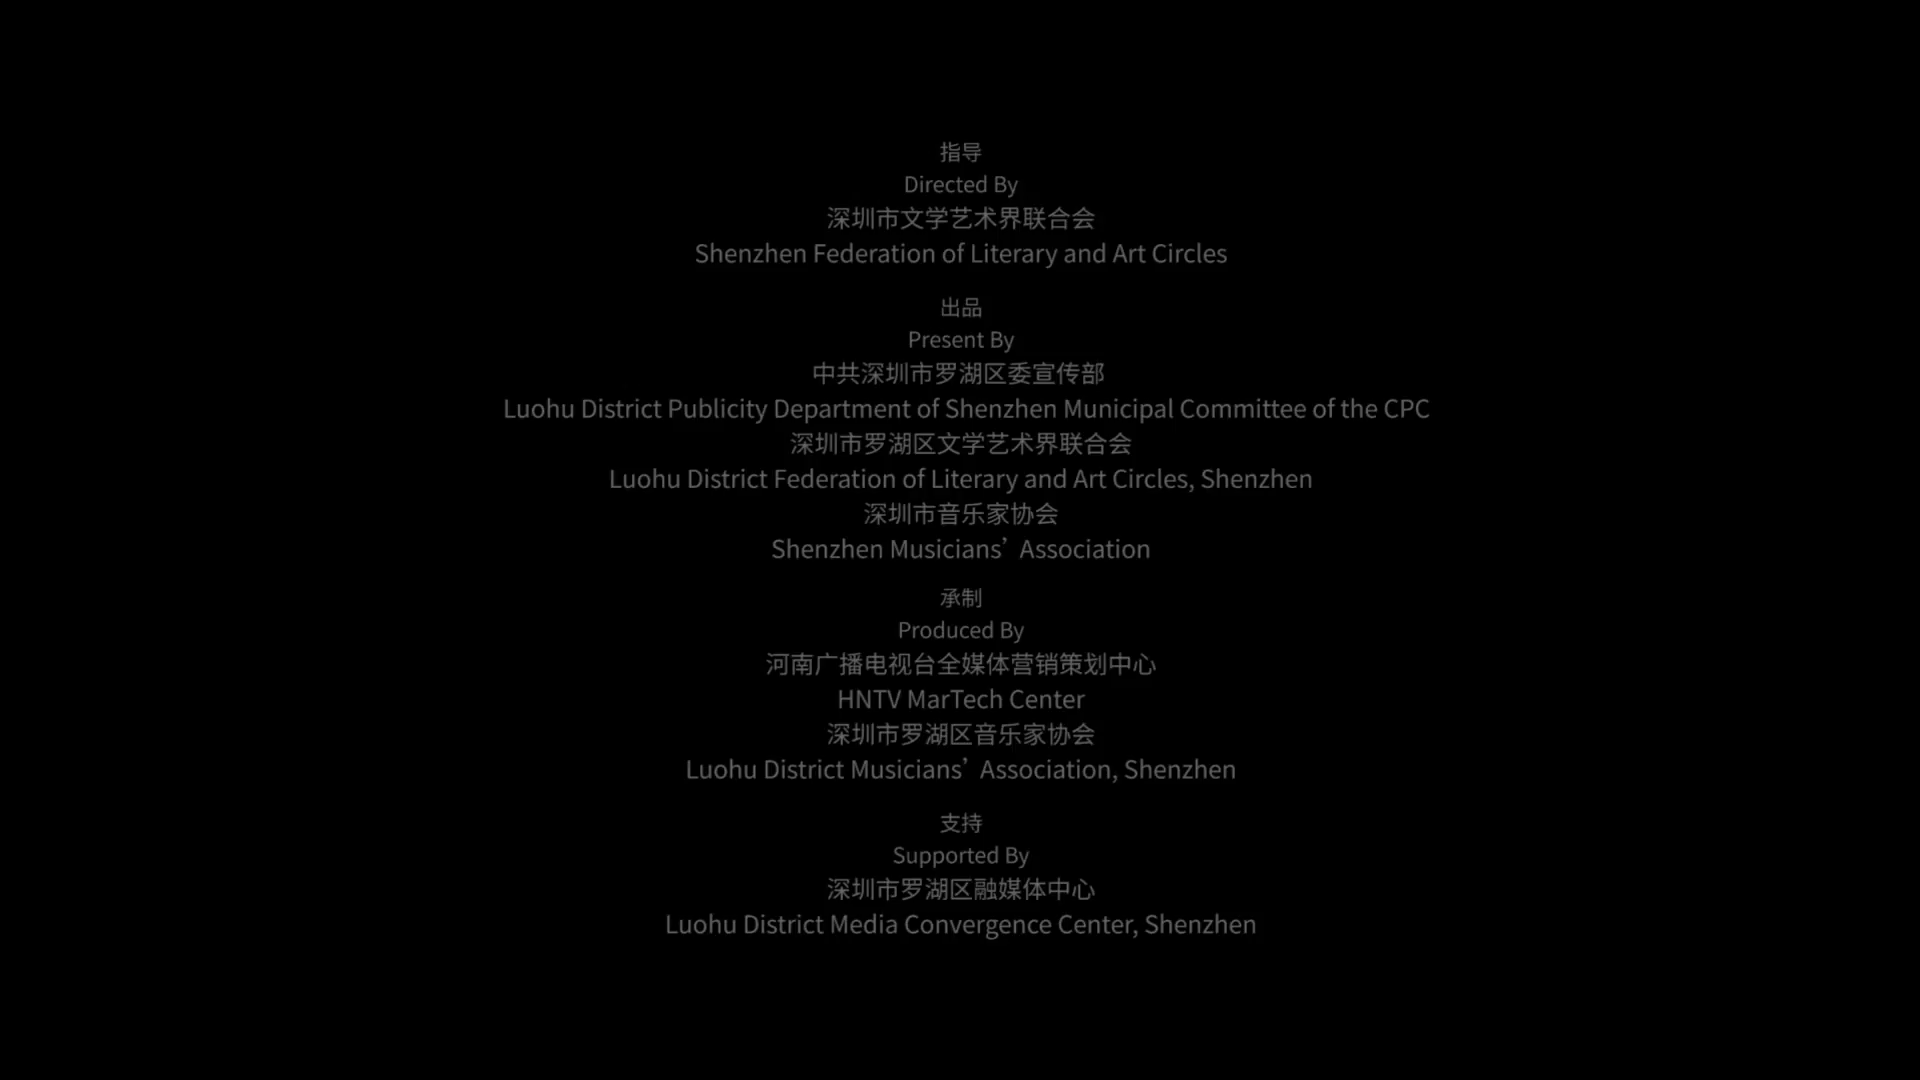 指导
Directed By
深圳市文学艺术界联合会
Shenzhen Federation of Literary and Art Circles
出品
Present By
中共深圳市罗湖区委宣传部
Luohu District Publicity Department of Shenzhen Municipal Committee of the CPC
深圳市罗湖区文学艺术界联合会
Luohu District Federation of Literary and Art Circles, Shenzhen
深圳市音乐家协会
Shenzhen Musicians’ Association
承制
Produced By
河南广播电视台全媒体营销策划中心
HNTV MarTech Center
深圳市罗湖区音乐家协会
Luohu District Musicians’ Association, Shenzhen
支持
Supported By
深圳市罗湖区融媒体中心
Luohu District Media Convergence Center, Shenzhen